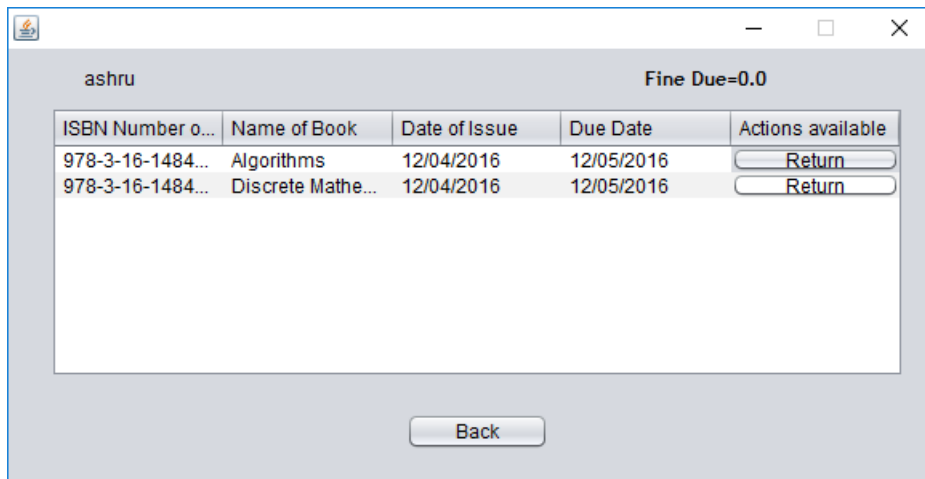 ashru Fine Due=0.0
ISBN Number o... Name of Book Date of Issue Due Date Actions available
978-3-16-1484... Algorithms 12/04/2016 12/05/2016 Return
978-3-16-1484... Discrete Mathe... 12/04/2016 12/05/2016 Return
Back